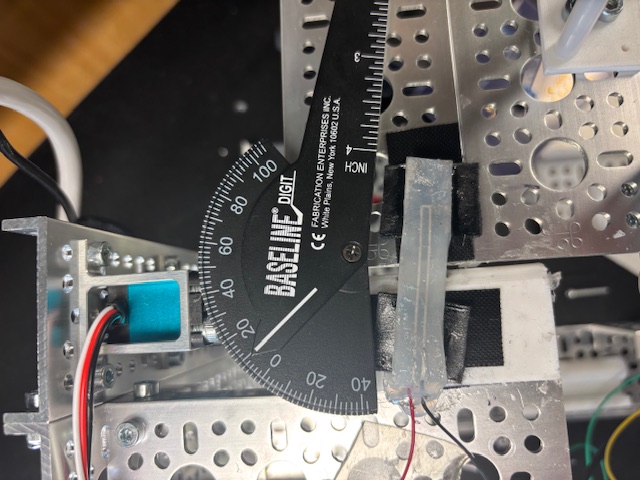 40 20 0 20 40 60 80 100
BASELINE® DIGIT
CE FABRICATION ENTERPRISES INC.
White Plains, New York 10602 U.S.A.
INCH 4 3